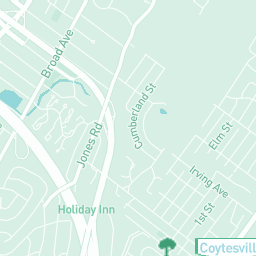 Broad Ave
Cumberland St
Jones Rd
Elm St
Irving Ave
Holiday Inn
1st St
Coytesvill